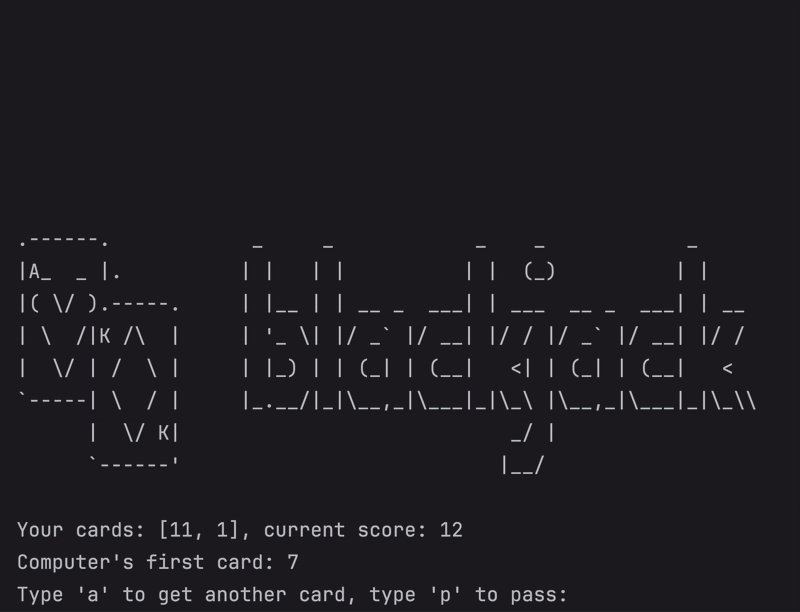 .------.            _     _            _    _            _
|A_  _ |.          | |   | |          | |  (_)          | |
|( \/ ).-----.     | |__ | | __ _  ___| | ___  __ _  ___| | __
| \  /|K /\  |     | '_ \| |/ _` |/ __| |/ / |/ _` |/ __| |/ /
|  \/ | /  \ |     | |_) | | (_| | (__|   <| | (_| | (__|   <
`-----| \  / |     |_.__/|_|\__,_|\___|_|\_\ |\__,_|\___|_|\_\\
      |  \/ K|                            _/ |
      `------'                           |__/
Your cards: [11, 1], current score: 12
Computer's first card: 7
Type 'a' to get another card, type 'p' to pass: